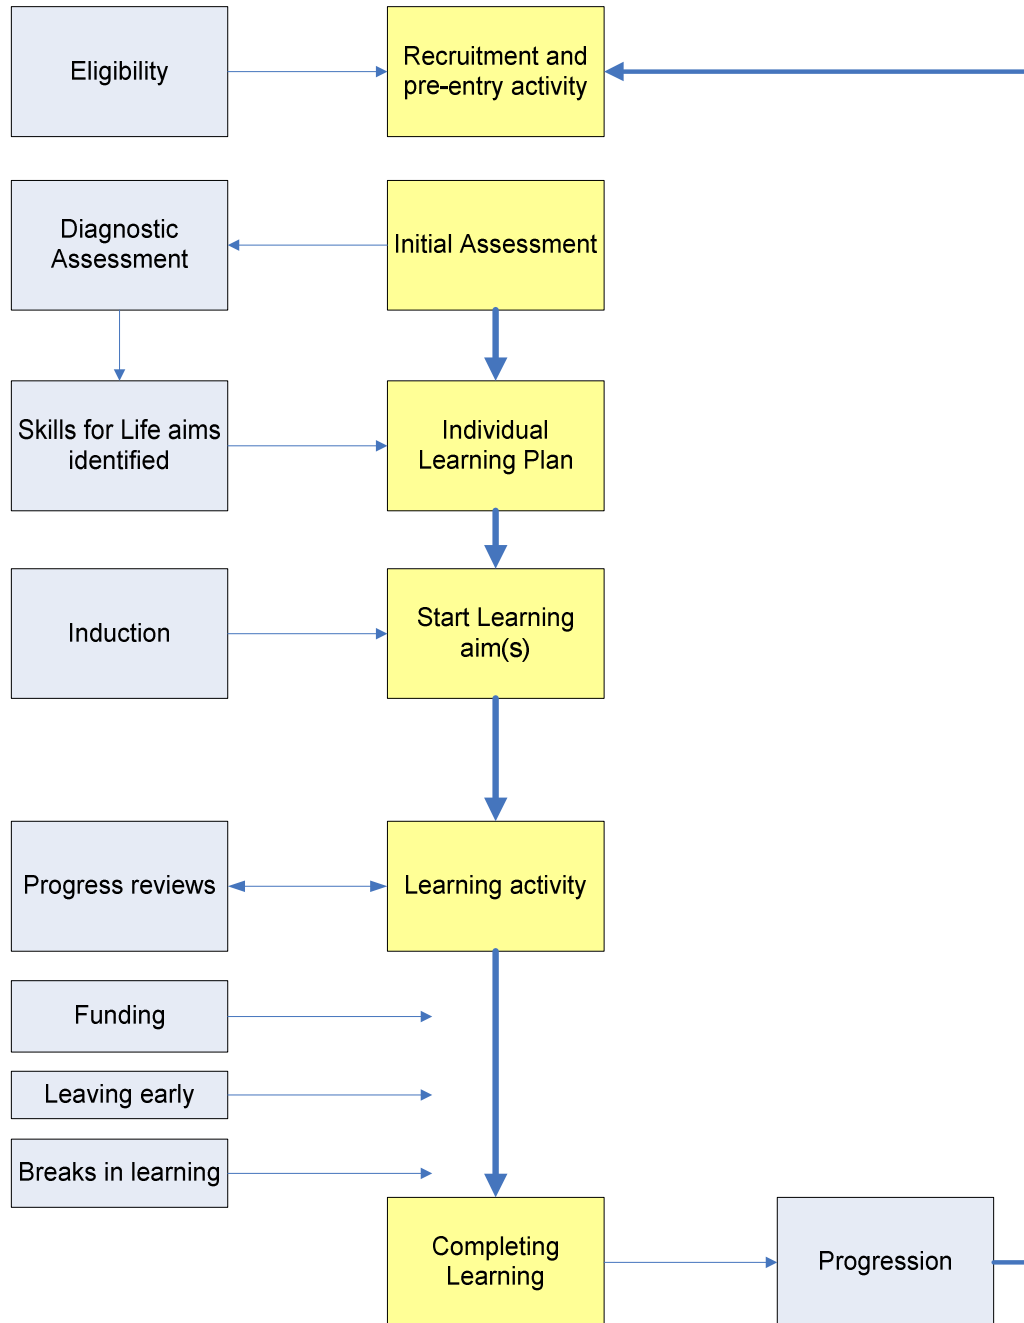 Eligibility
Recruitment and
pre-entry activity
Diagnostic
Assessment
Initial Assessment
Skills for Life aims
identified
Individual
Learning Plan
Induction
Start Learning
aim(s)
Progress reviews
Learning activity
Funding
Leaving early
Breaks in learning
Completing
Learning
Progression